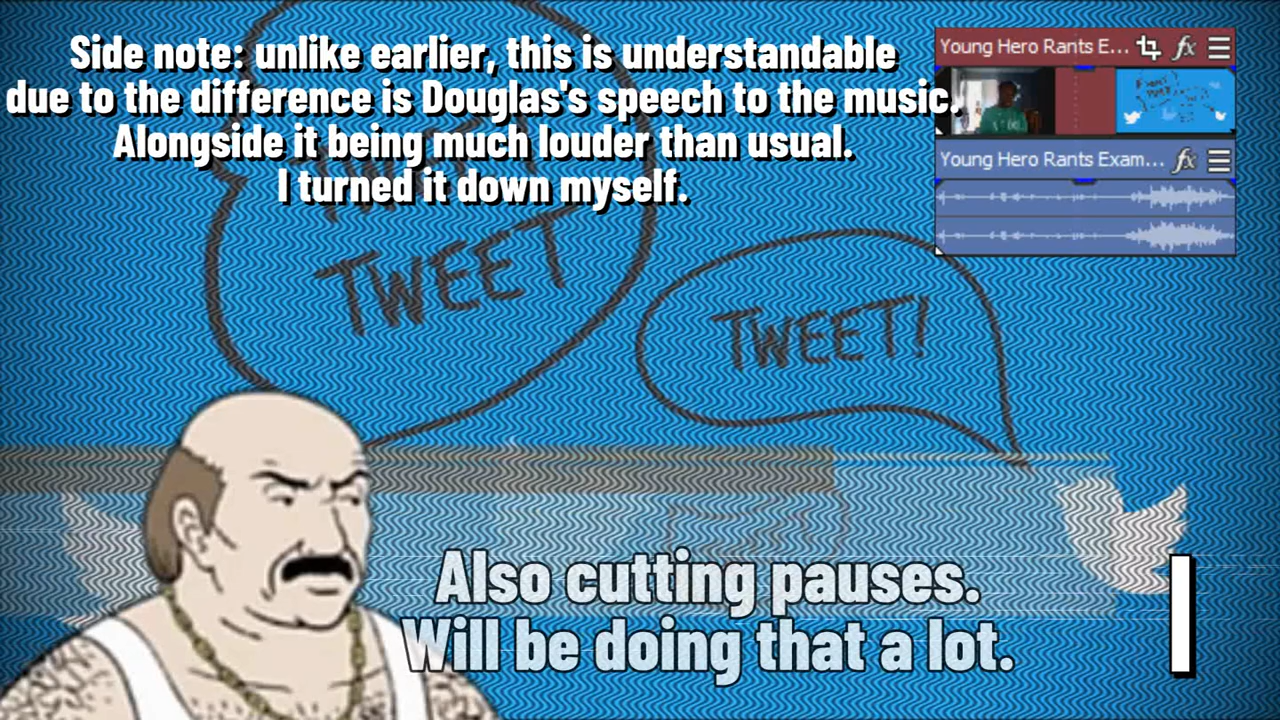 Side note: unlike earlier, this is understandable
due to the difference is Douglas's speech to the music.
Alongside it being much louder than usual.
I turned it down myself.
Young Hero Rants E...
Young Hero Rants Exam...
TWEET
TWEET!
Also cutting pauses.
Will be doing that a lot.